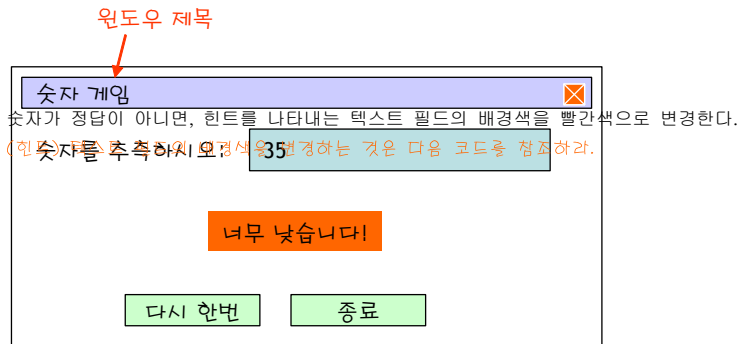 윈도우 제목
숫자 게임
숫자가 정답이 아니면, 힌트를 나타내는 텍스트 필드의 배경색을 빨간색으로 변경한다.
숫자를 추측하시오: 35
(힌트) 텍스트 필드의 배경색을 변경하는 것은 다음 코드를 참조하라.
너무 낮습니다!
다시 한번 종료